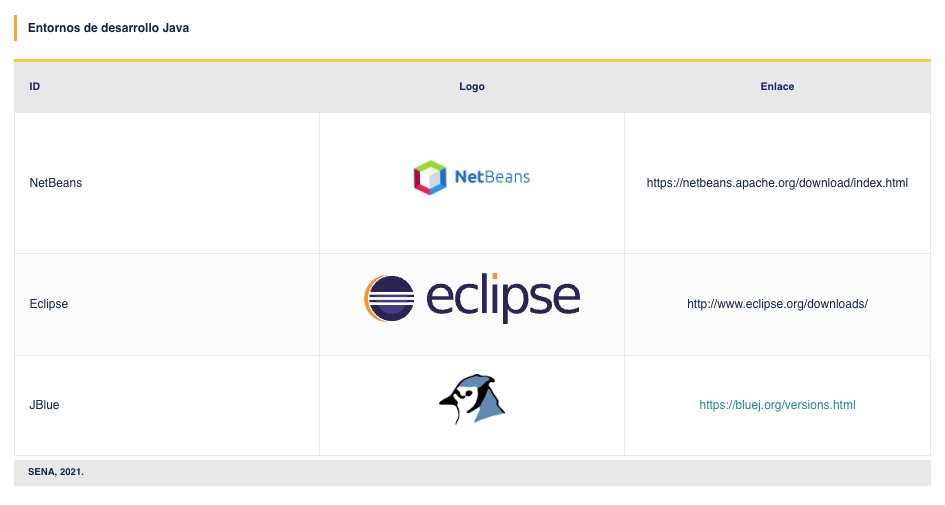 Entornos de desarrollo Java
ID Logo Enlace
NetBeans NetBeans https://netbeans.apache.org/download/index.html
Eclipse eclipse http://www.eclipse.org/downloads/
JBlue https://bluej.org/versions.html
SENA, 2021.